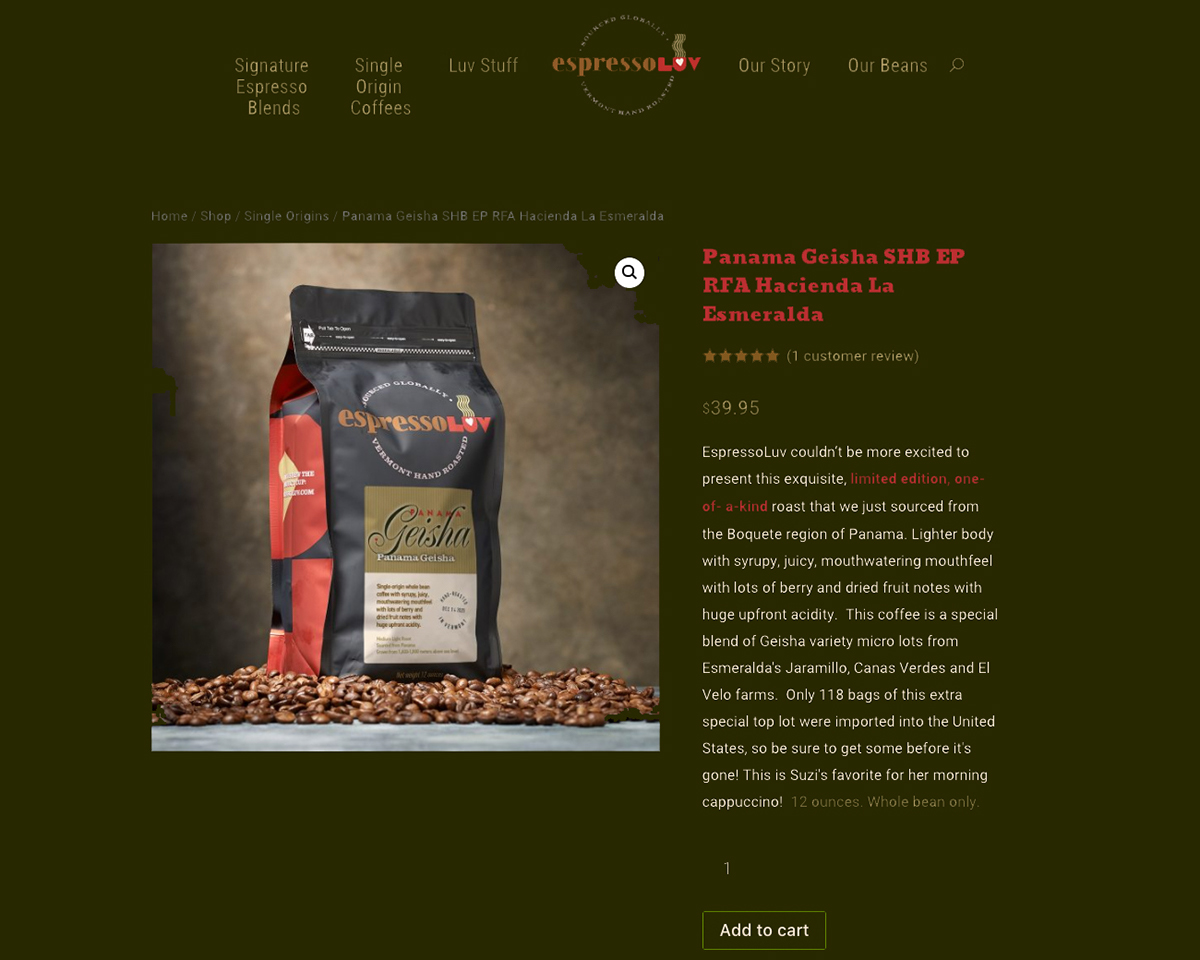 Signature
Espresso
Blends
Single
Origin
Coffees
Luv Stuff
SOURCED GLOBALLY
espressoLUV
VERMONT HAND ROASTED
Our Story
Our Beans
Home / Shop / Single Origins / Panama Geisha SHB EP RFA Hacienda La Esmeralda
Pull Tab To Open
SOURCED GLOBALLY
espressoLUV
VERMONT HAND ROASTED
PANAMA
Geisha
Panama Geisha
Single-origin whole bean
coffee with syrupy, juicy,
mouthwatering mouthfeel
with lots of berry and
dried fruit notes with
huge upfront acidity.
HAND-ROASTED
IN VERMONT
Net weight 12 ounces
Panama Geisha SHB EP
RFA Hacienda La
Esmeralda
(1 customer review)
$39.95
EspressoLuv couldn't be more excited to
present this exquisite, limited edition, one-
of- a-kind roast that we just sourced from
the Boquete region of Panama. Lighter body
with syrupy, juicy, mouthwatering mouthfeel
with lots of berry and dried fruit notes with
huge upfront acidity.  This coffee is a special
blend of Geisha variety micro lots from
Esmeralda's Jaramillo, Canas Verdes and El
Velo farms.  Only 118 bags of this extra
special top lot were imported into the United
States, so be sure to get some before it's
gone! This is Suzi's favorite for her morning
cappuccino!  12 ounces. Whole bean only.
1
Add to cart